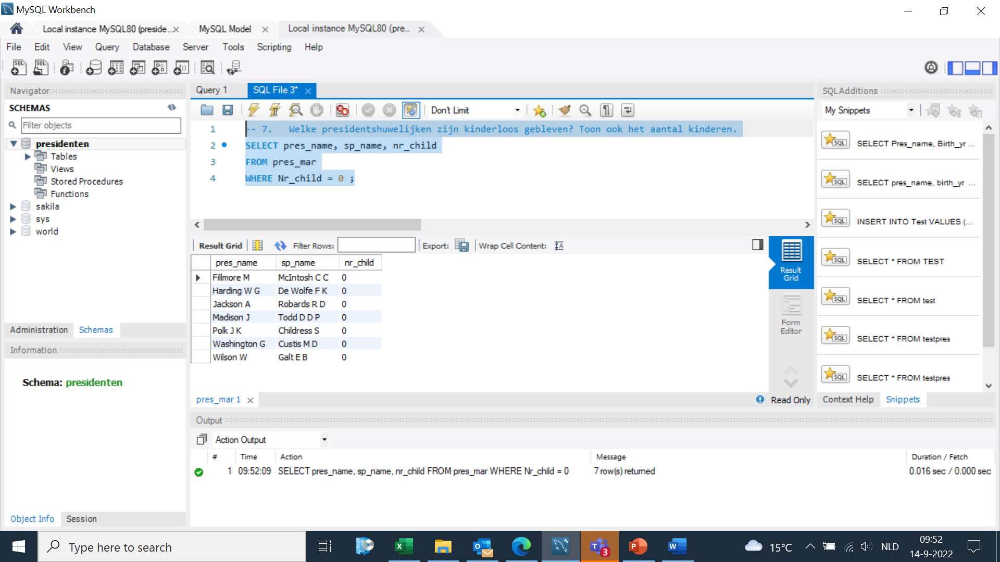 MySQL Workbench
Local instance MySQL80 (preside... MySQL Model Local instance MySQL80 (pre...
File Edit View Query Database Server Tools Scripting Help
Navigator
SCHEMAS
Filter objects
presidenten
Tables
Views
Stored Procedures
Functions
sakila
sys
world
Administration Schemas
Information
Schema: presidenten
Object Info Session
Query 1 SQL File 3*
Don't Limit
1 -- 7. Welke presidentshuwelijken zijn kinderloos gebleven? Toon ook het aantal kinderen.
2 SELECT pres_name, sp_name, nr_child
3 FROM pres_mar
4 WHERE Nr_child = 0 ;
Result Grid Filter Rows: Export: Wrap Cell Content:
pres_name sp_name nr_child
Fillmore M McIntosh C C 0
Harding W G De Wolfe F K 0
Jackson A Robards R D 0
Madison J Todd D D P 0
Polk J K Childress S 0
Washington G Custis M D 0
Wilson W Galt E B 0
Result
Grid
Form
Editor
pres_mar 1 Read Only
SQLAdditions
My Snippets
SQL SELECT Pres_name, Birth_yr ...
SQL SELECT pres_name, birth_yr ...
SQL INSERT INTO Test VALUES (...
SQL SELECT * FROM TEST
SQL SELECT * FROM test
SQL SELECT * FROM testpres
SQL SELECT * FROM testpres
Context Help Snippets
Output
Action Output
# Time Action Message Duration / Fetch
1 09:52:09 SELECT pres_name, sp_name, nr_child FROM pres_mar WHERE Nr_child = 0 7 row(s) returned 0.016 sec / 0.000 sec
Type here to search
15°C NLD 09:52
14-9-2022